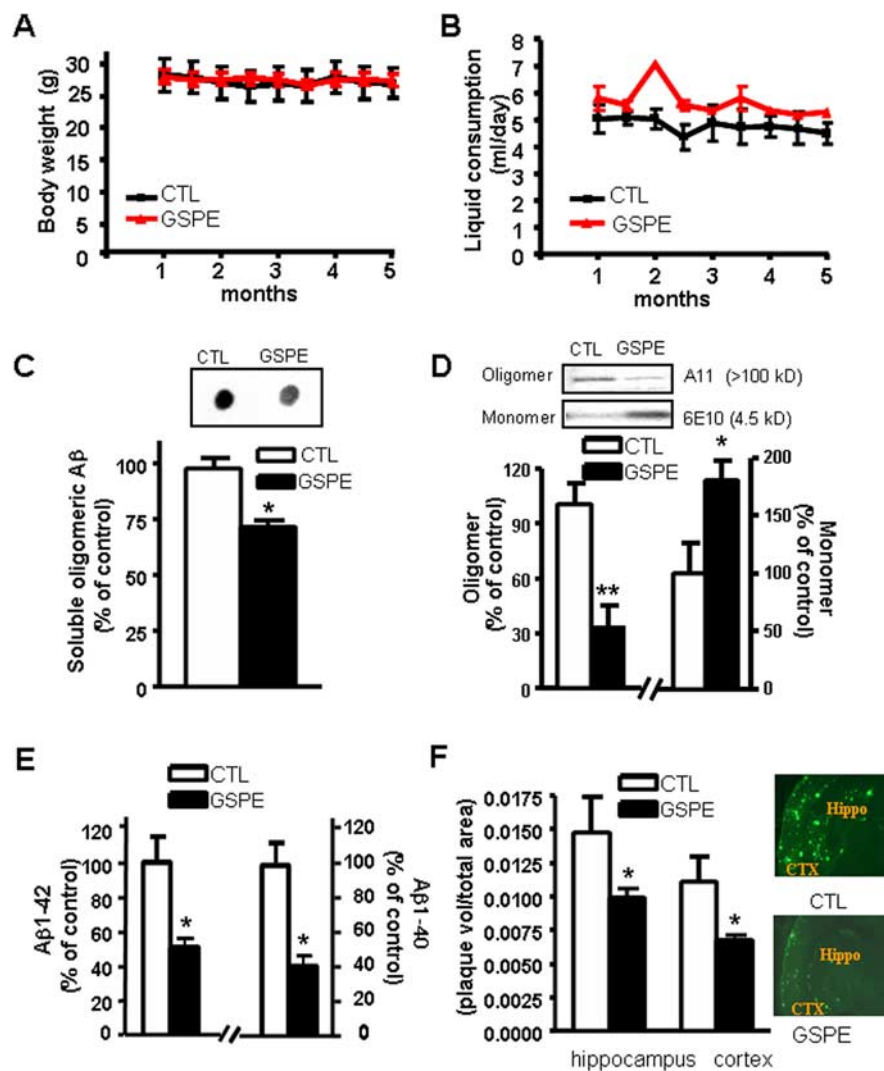 A
Body weight (g)
30
25
20
15
10
5
0
CTL
GSPE
1 2 3 4 5
months
B
Liquid consumption
(ml/day)
8
7
6
5
4
3
2
1
0
CTL
GSPE
1 2 3 4 5
months
C
CTL GSPE
CTL
GSPE
Soluble oligomeric Aβ
(% of control)
100
75
50
25
0
*
D
CTL GSPE
Oligomer A11 (>100 kD)
Monomer 6E10 (4.5 kD)
CTL
GSPE
Oligomer
(% of control)
120
90
60
30
0
**
*
200
150
100
50
0
Monomer
(% of control)
E
CTL
GSPE
Aβ1-42
(% of control)
120
100
80
60
40
20
0
*
*
120
100
80
60
40
20
0
Aβ1-40
(% of control)
F
CTL
GSPE
(plaque vol/total area)
0.0175
0.0150
0.0125
0.0100
0.0075
0.0050
0.0025
0.0000
*
*
hippocampus cortex
Hippo
CTX
CTL
Hippo
CTX
GSPE